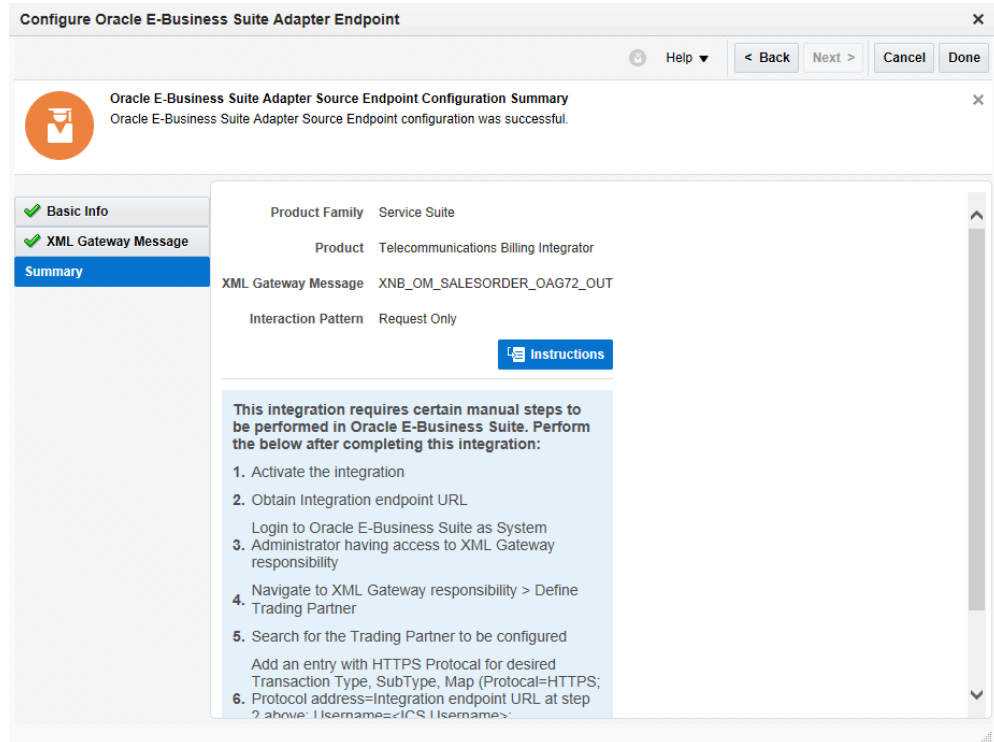 Configure Oracle E-Business Suite Adapter Endpoint
Help
< Back
Next >
Cancel
Done
Oracle E-Business Suite Adapter Source Endpoint Configuration Summary
Oracle E-Business Suite Adapter Source Endpoint configuration was successful.
Basic Info
XML Gateway Message
Summary
Product Family Service Suite
Product Telecommunications Billing Integrator
XML Gateway Message XNB_OM_SALESORDER_OAG72_OUT
Interaction Pattern Request Only
Instructions
This integration requires certain manual steps to
be performed in Oracle E-Business Suite. Perform
the below after completing this integration:
1. Activate the integration
2. Obtain Integration endpoint URL
Login to Oracle E-Business Suite as System
3. Administrator having access to XML Gateway
responsibility
Navigate to XML Gateway responsibility > Define
4. Trading Partner
5. Search for the Trading Partner to be configured
Add an entry with HTTPS Protocal for desired
Transaction Type, SubType, Map (Protocal=HTTPS;
6. Protocol address=Integration endpoint URL at step
2 above; Username=<ICS Username>;